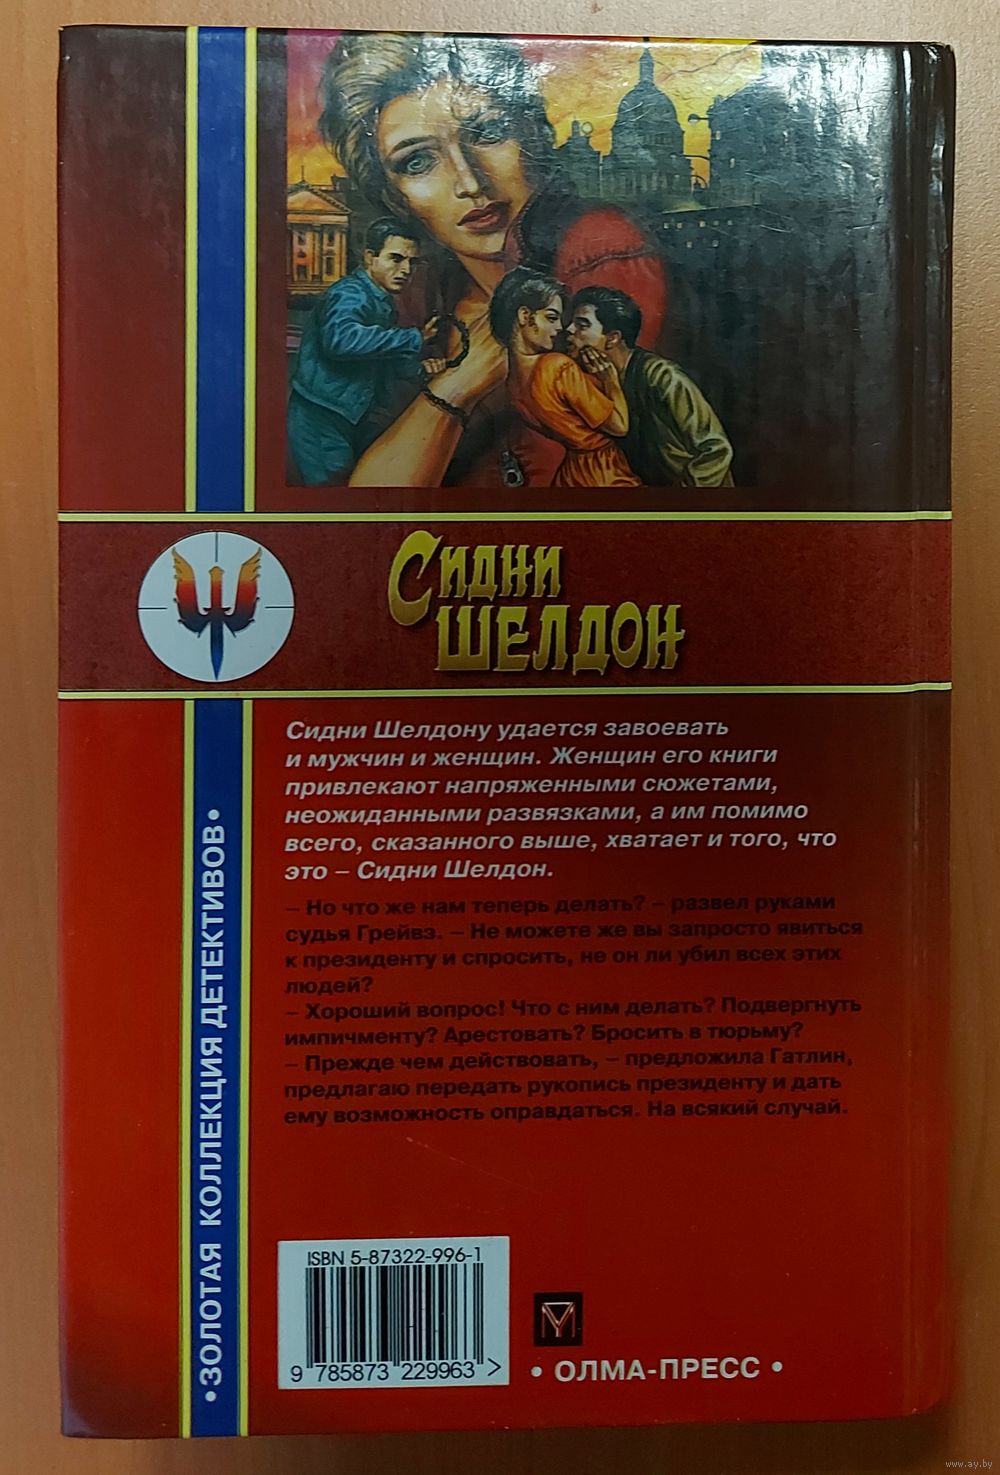 Сидни
ШЕЛДОН
Сидни Шелдону удается завоевать
и мужчин и женщин. Женщин его книги
привлекают напряженными сюжетами,
неожиданными развязками, а им помимо
всего, сказанного выше, хватает и того, что
это – Сидни Шелдон.
– Но что же нам теперь делать? – развел руками
судья Грейвз. – Не можете же вы запросто явиться
к президенту и спросить, не он ли убил всех этих
людей?
– Хороший вопрос! Что с ним делать? Подвергнуть
импичменту? Арестовать? Бросить в тюрьму?
– Прежде чем действовать, – предложила Гатлин,
предлагаю передать рукопись президенту и дать
ему возможность оправдаться. На всякий случай.
•ЗОЛОТАЯ КОЛЛЕКЦИЯ ДЕТЕКТИВОВ•
ISBN 5-87322-996-1
9 785873 229963 >
• ОЛМА-ПРЕСС •
www.ay.by